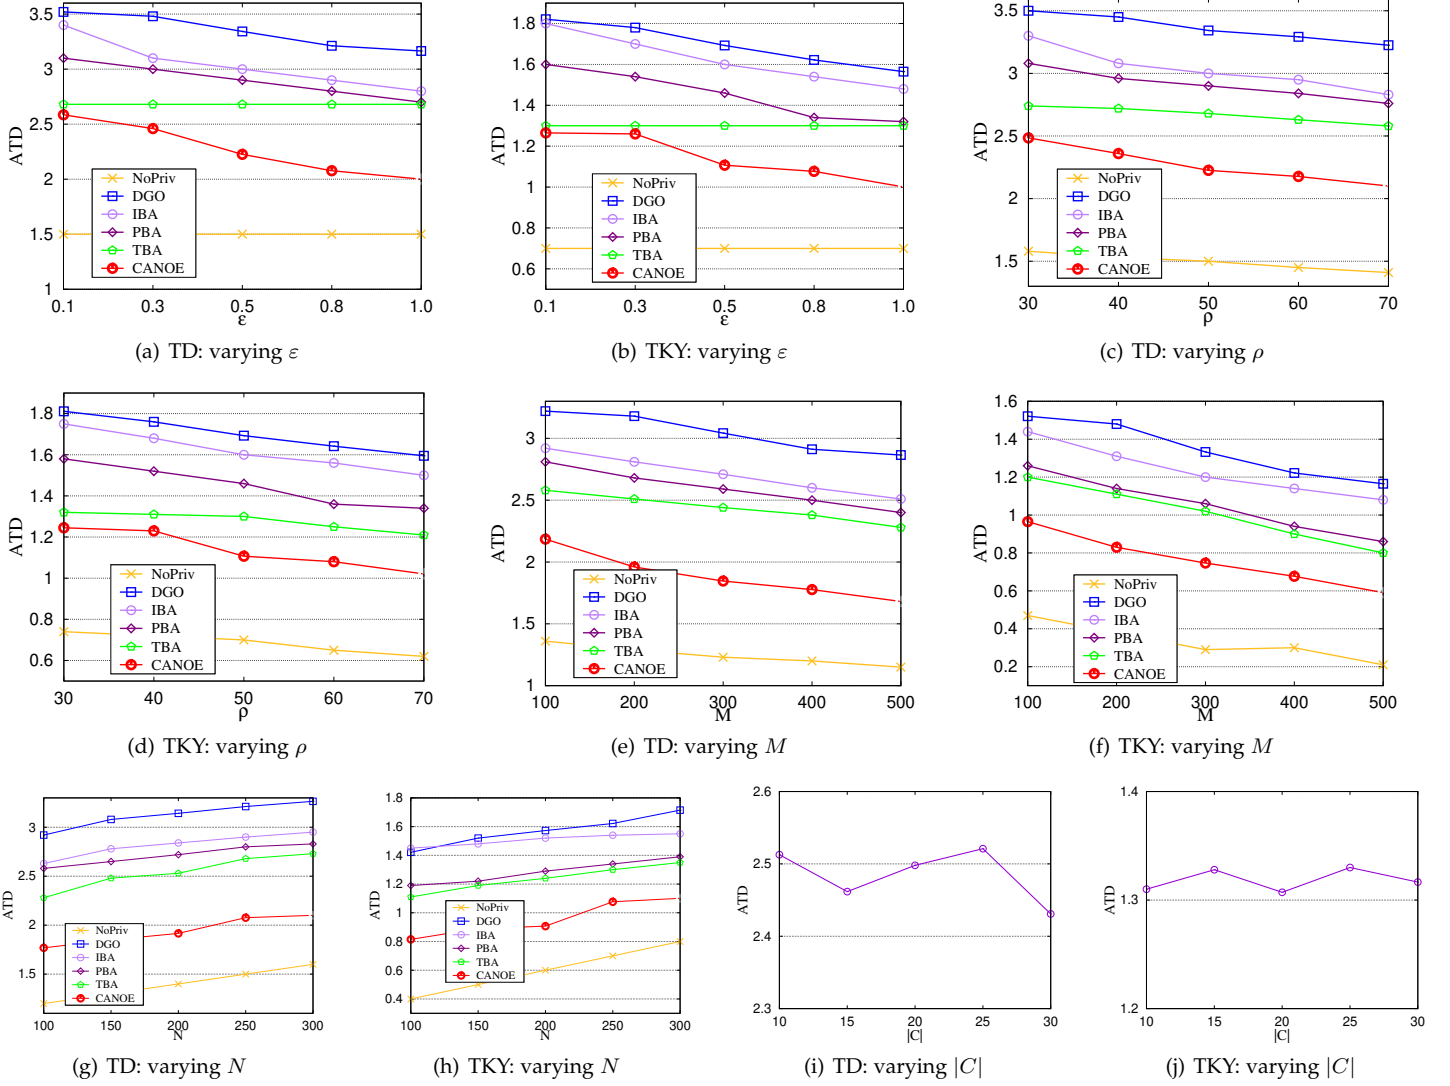 3.5
3
2.5
2
1.5
1
ATD
NoPriv
DGO
IBA
PBA
TBA
CANOE
0.1 0.3 0.5 0.8 1.0
ε
(a) TD: varying ε
1.8
1.6
1.4
1.2
1
0.8
0.6
ATD
NoPriv
DGO
IBA
PBA
TBA
CANOE
0.1 0.3 0.5 0.8 1.0
ε
(b) TKY: varying ε
3.5
3
2.5
2
1.5
ATD
NoPriv
DGO
IBA
PBA
TBA
CANOE
30 40 50 60 70
ρ
(c) TD: varying ρ
1.8
1.6
1.4
1.2
1
0.8
0.6
ATD
NoPriv
DGO
IBA
PBA
TBA
CANOE
30 40 50 60 70
ρ
(d) TKY: varying ρ
3
2.5
2
1.5
1
ATD
NoPriv
DGO
IBA
PBA
TBA
CANOE
100 200 300 400 500
M
(e) TD: varying M
1.6
1.4
1.2
1
0.8
0.6
0.4
0.2
ATD
NoPriv
DGO
IBA
PBA
TBA
CANOE
100 200 300 400 500
M
(f) TKY: varying M
3
2.5
2
1.5
ATD
NoPriv
DGO
IBA
PBA
TBA
CANOE
100 150 200 250 300
N
(g) TD: varying N
1.8
1.6
1.4
1.2
1
0.8
0.6
0.4
ATD
NoPriv
DGO
IBA
PBA
TBA
CANOE
100 150 200 250 300
N
(h) TKY: varying N
2.6
2.5
2.4
2.3
ATD
10 15 20 25 30
|C|
(i) TD: varying |C|
1.4
1.3
1.2
ATD
10 15 20 25 30
|C|
(j) TKY: varying |C|